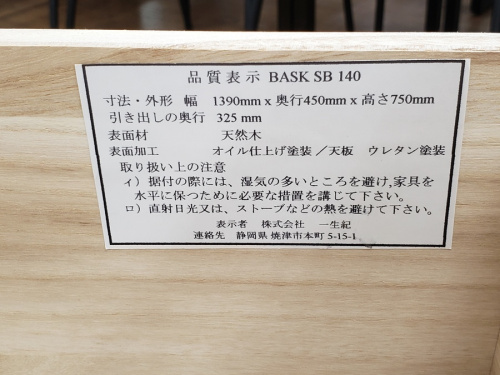 品質表示 BASK SB 140
寸法・外形 幅 1390mm x 奥行450mm x 高さ750mm
引き出しの奥行 325 mm
表面材 天然木
表面加工 オイル仕上げ塗装／天板 ウレタン塗装
取り扱い上の注意
ィ）据付の際には、湿気の多いところを避け,家具を
水平に保つために必要な措置を講じて下さい。
ロ）直射日光又は、ストーブなどの熱を避けて下さい。
表示者 株式会社 一生紀
連絡先 静岡県焼津市本町 5-15-1